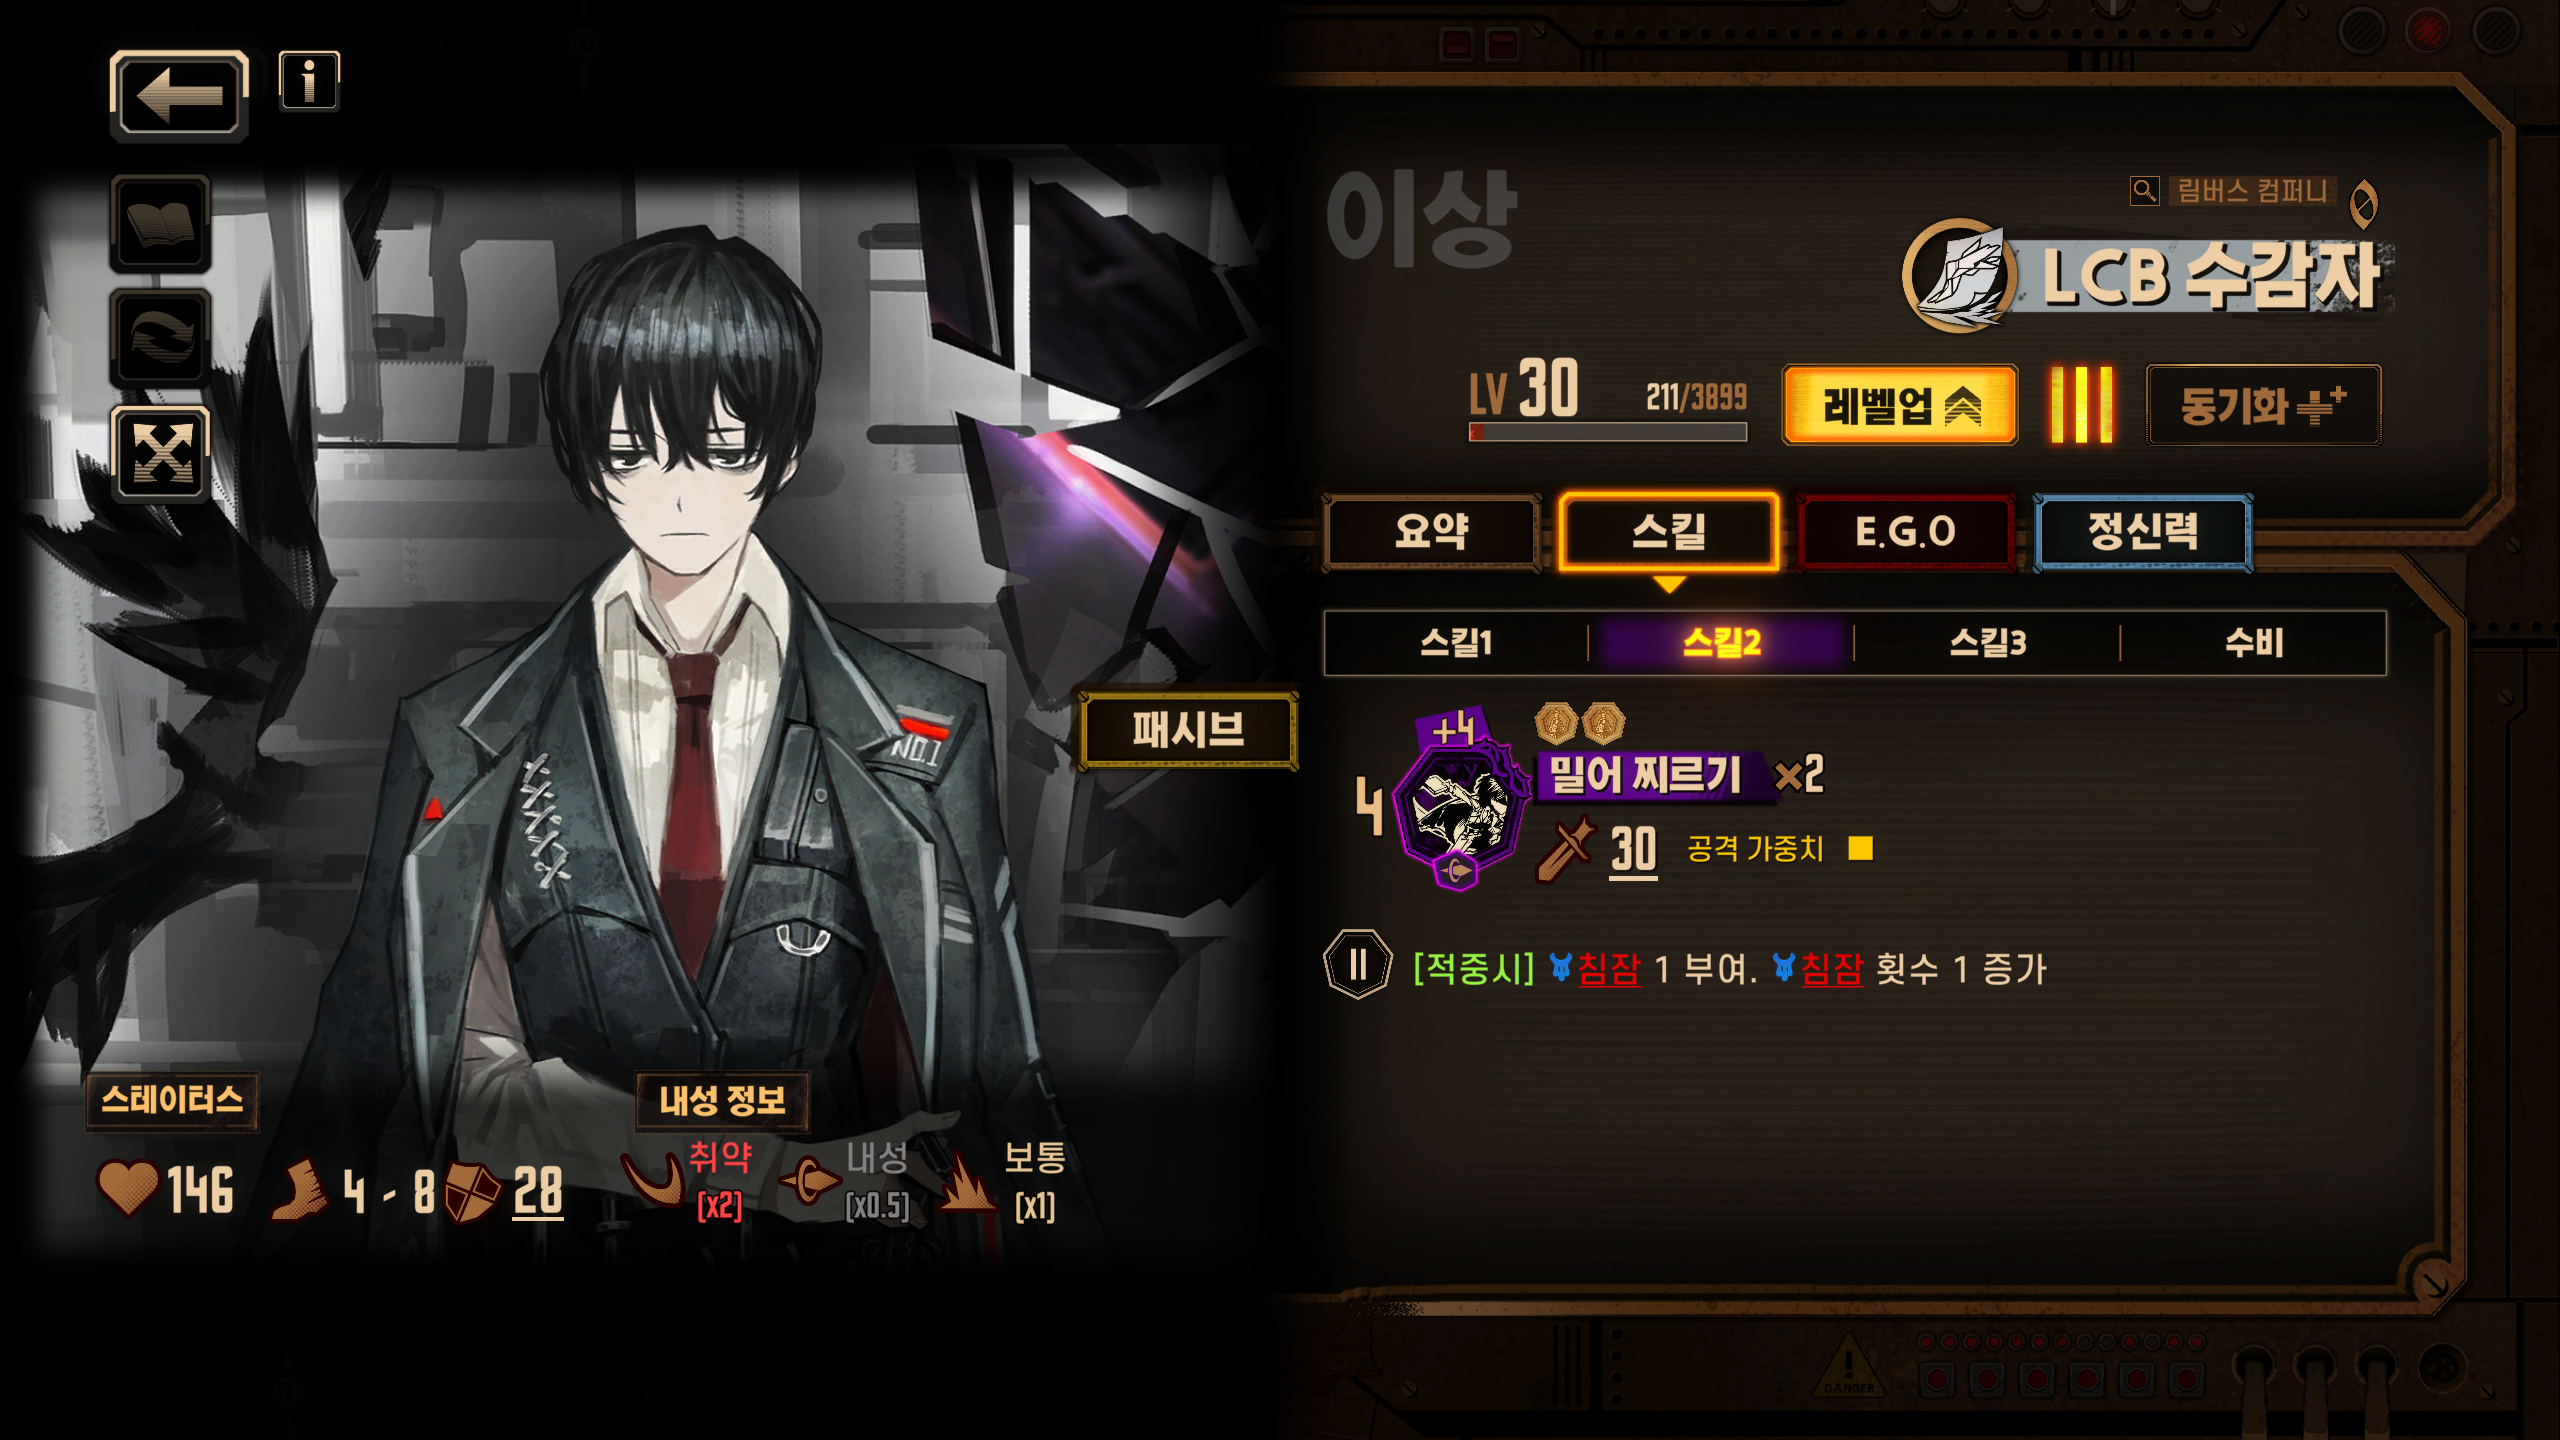 이상
림버스 컴퍼니
LCB 수감자
LV 30
211/3899
레벨업
동기화
요약
스킬
E.G.O
정신력
스킬1
스킬2
스킬3
수비
NO.1
패시브
+4
4
밀어 찌르기 ×2
30 공격 가중치
II [적중시] 침잠 1 부여. 침잠 횟수 1 증가
스테이터스
146
4 - 8
28
내성 정보
취약 [x2]
내성 [x0.5]
보통 [x1]
DANGER